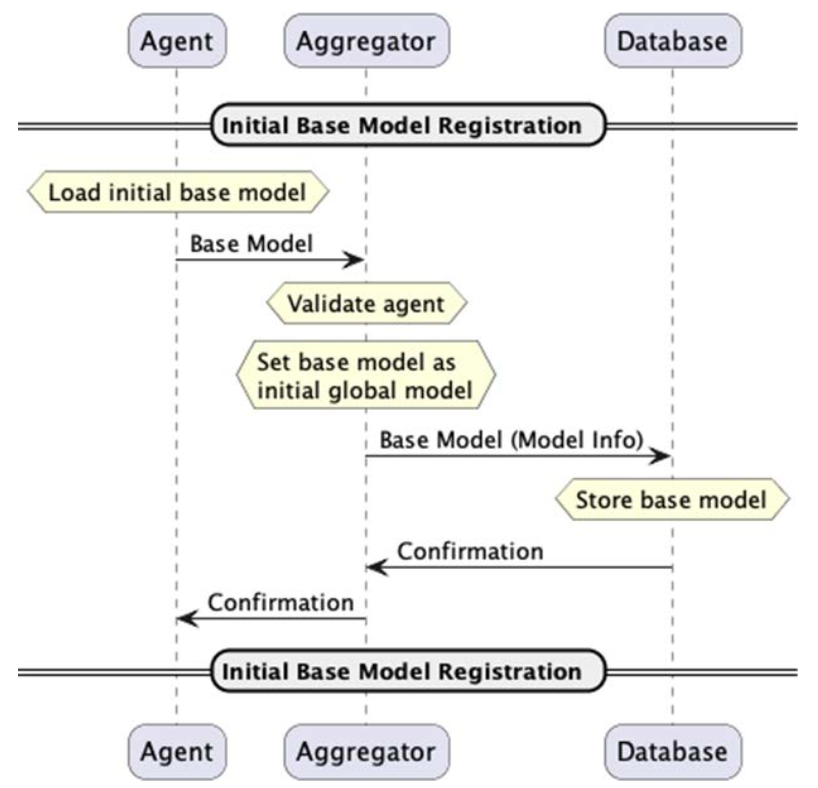 Agent
Aggregator
Database
Initial Base Model Registration
Load initial base model
Base Model
Validate agent
Set base model as
initial global model
Base Model (Model Info)
Store base model
Confirmation
Confirmation
Initial Base Model Registration
Agent
Aggregator
Database